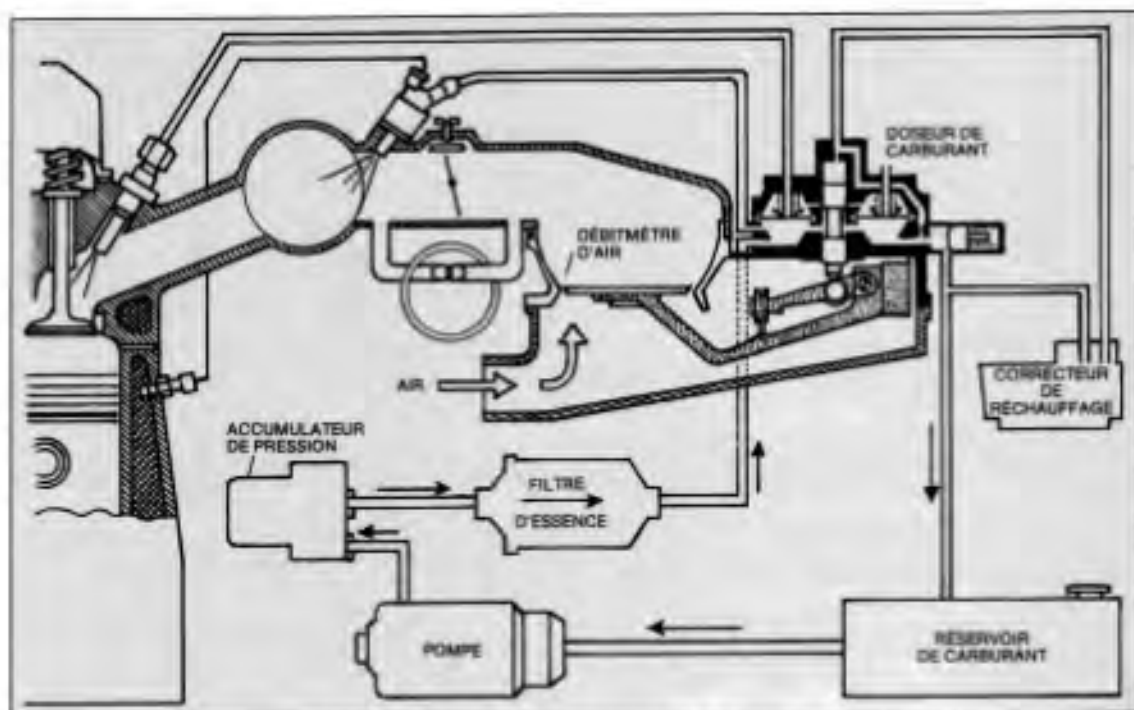 DOSEUR DE
CARBURANT
DÉBITMÈTRE
D'AIR
AIR
CORRECTEUR
DE
RÉCHAUFFAGE
ACCUMULATEUR
DE PRESSION
FILTRE
D'ESSENCE
POMPE
RÉSERVOIR
DE CARBURANT